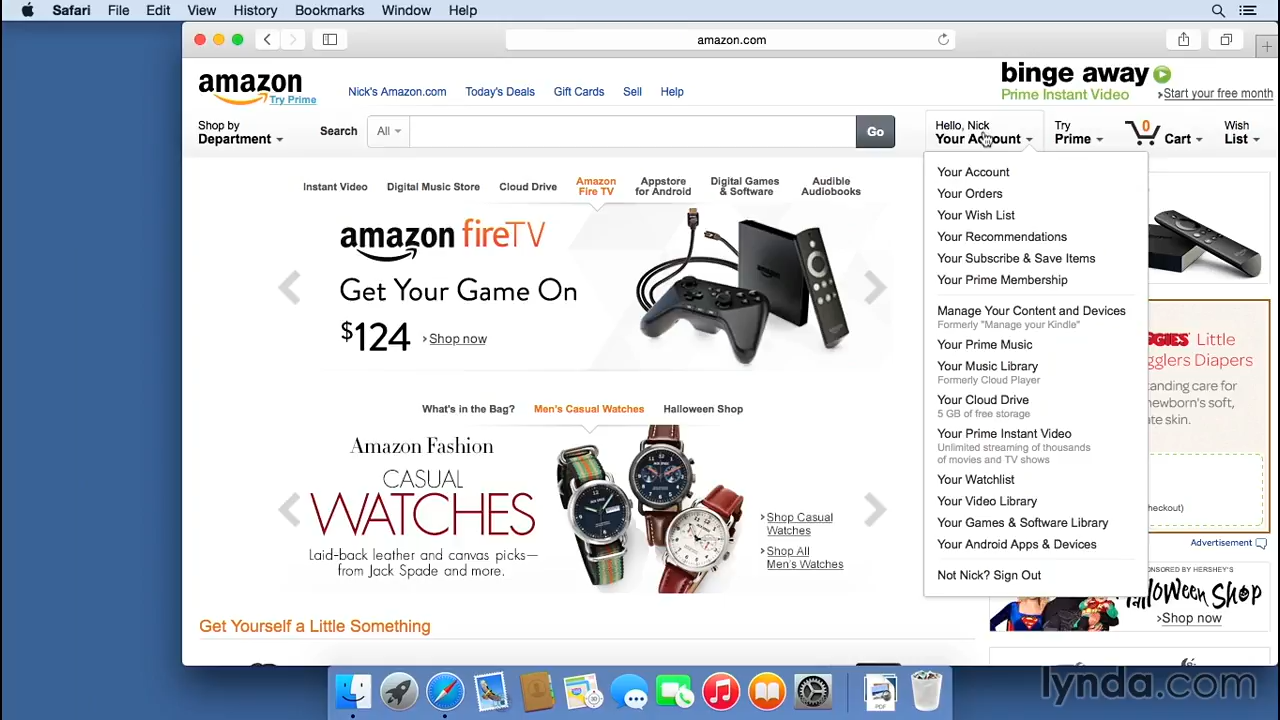 Safari File Edit View History Bookmarks Window Help
amazon.com
amazon
Try Prime
Nick's Amazon.com Today's Deals Gift Cards Sell Help
binge away
Prime Instant Video
Start your free month
Shop by
Department
Search
All
Go
Hello, Nick
Your Account
Try
Prime
0
Cart
Wish
List
Instant Video
Digital Music Store
Cloud Drive
Amazon
Fire TV
Appstore
for Android
Digital Games
& Software
Audible
Audiobooks
amazon fireTV
Get Your Game On
$124
Shop now
Your Account
Your Orders
Your Wish List
Your Recommendations
Your Subscribe & Save Items
Your Prime Membership
Manage Your Content and Devices
Formerly "Manage your Kindle"
Your Prime Music
Your Music Library
Formerly Cloud Player
Your Cloud Drive
5 GB of free storage
Your Prime Instant Video
Unlimited streaming of thousands
of movies and TV shows
Your Watchlist
Your Video Library
Your Games & Software Library
Your Android Apps & Devices
Not Nick? Sign Out
What's in the Bag? Men's Casual Watches Halloween Shop
Amazon Fashion
CASUAL
WATCHES
Laid-back leather and canvas picks—
from Jack Spade and more.
Shop Casual
Watches
Shop All
Men's Watches
Little
Diapers
care for
newborn's soft,
skin.
Advertisement
SPONSORED BY HERSHEY'S
Shop
Shop now
Get Yourself a Little Something
PDF
lynda.com